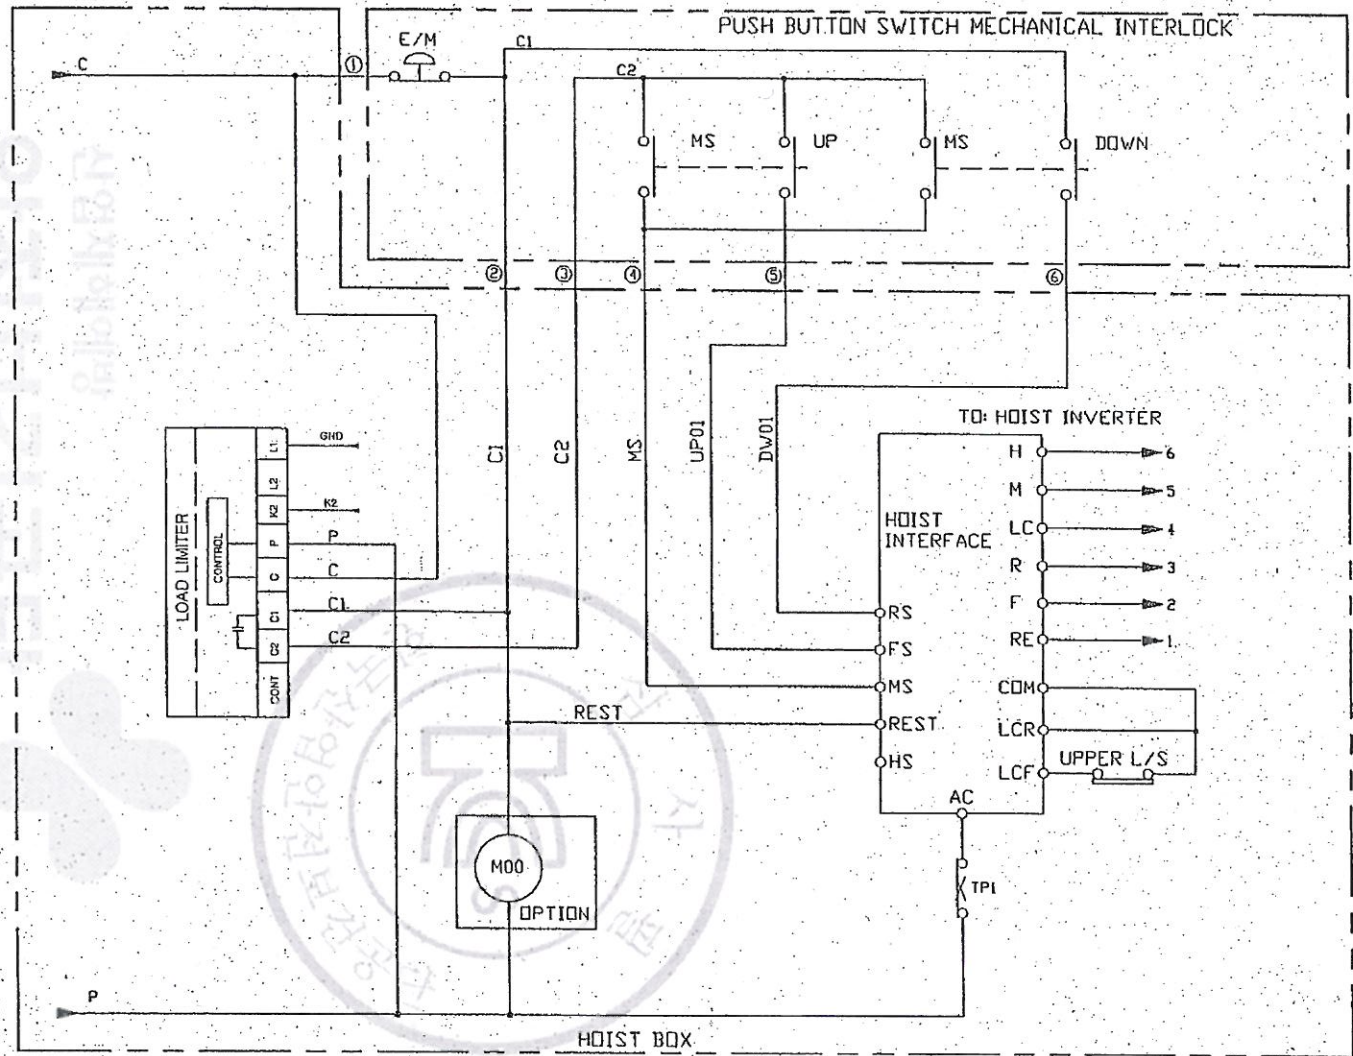 PUSH BUTTON SWITCH MECHANICAL INTERLOCK
E/M
C
①
C1
C2
MS
UP
MS
DOWN
②
③
④
⑤
⑥
C1
C2
MS
UP01
DW01
TO: HOIST INVERTER
LOAD LIMITER
CONTROL
L1
GND
L2
K2
K2
P
P
C
C
C1
C1
C2
C2
CONT
HOIST
INTERFACE
H
6
M
5
LC
4
R
3
F
2
RE
1
RS
FS
MS
REST
REST
HS
COM
LCR
LCF
UPPER L/S
AC
TP1
M00
OPTION
P
HOIST BOX